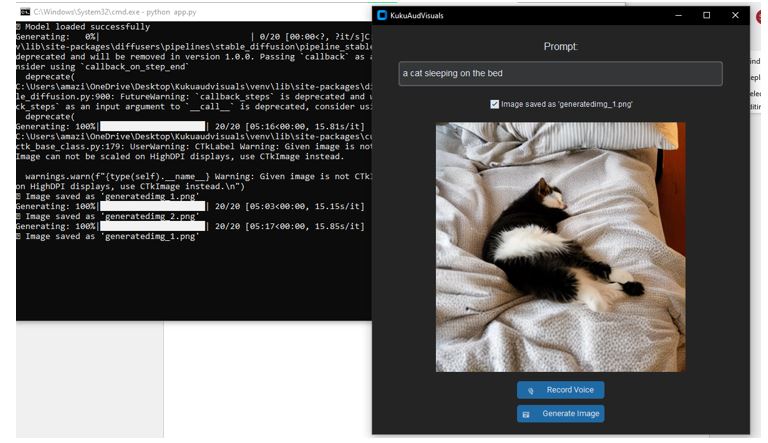 C:\Windows\System32\cmd.exe - python app.py
Model loaded successfully
Generating: 0%| | 0/20 [00:00<?, ?it/s]C
v\lib\site-packages\diffusers\pipelines\stable_diffusion\pipeline_stabl
deprecated and will be removed in version 1.0.0. Passing `callback` as a
nsider using `callback_on_step_end`
deprecate(
C:\Users\amazi\OneDrive\Desktop\Kukuaudvisuals\venv\lib\site-packages\di
le_diffusion.py:900: FutureWarning: `callback_steps` is deprecated and w
ck_steps` as an input argument to `__call__` is deprecated, consider usi
deprecate(
Generating: 100%| | 20/20 [05:16<00:00, 15.81s/it]
C:\Users\amazi\OneDrive\Desktop\Kukuaudvisuals\venv\lib\site-packages\cu
ctk_base_class.py:179: UserWarning: CTkLabel Warning: Given image is not
Image can not be scaled on HighDPI displays, use CTkImage instead.
warnings.warn(f"{type(self).__name__} Warning: Given image is not CTkI
on HighDPI displays, use CTkImage instead.\n")
Image saved as 'generatedimg_1.png'
Generating: 100%| | 20/20 [05:03<00:00, 15.15s/it]
Image saved as 'generatedimg_2.png'
Generating: 100%| | 20/20 [05:17<00:00, 15.85s/it]
Image saved as 'generatedimg_1.png'
KukuAudVisuals
Prompt:
a cat sleeping on the bed
Image saved as 'generatedimg_1.png'
Record Voice
Generate Image